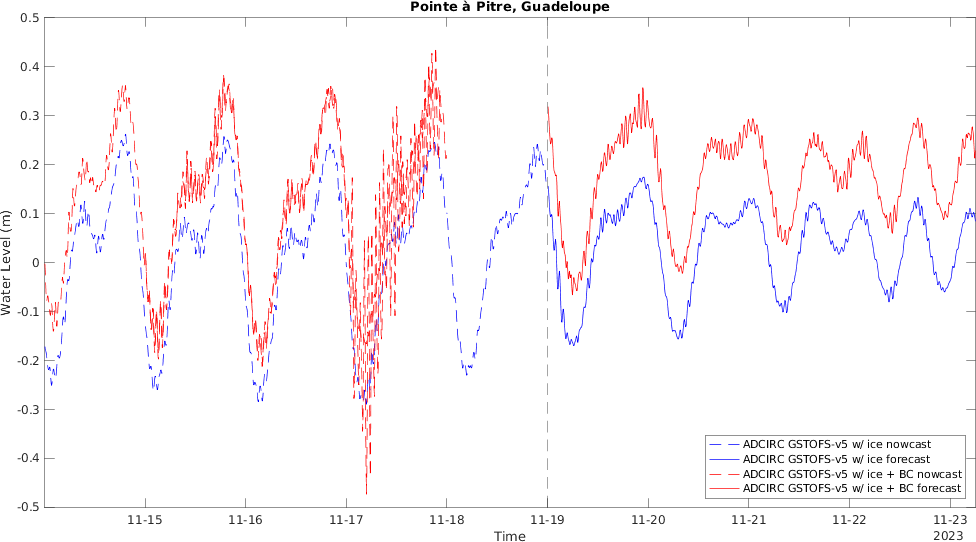 Pointe à Pitre, Guadeloupe
0.5
0.4
0.3
0.2
0.1
0
-0.1
-0.2
-0.3
-0.4
-0.5
Water Level (m)
ADCIRC GSTOFS-v5 w/ ice nowcast
ADCIRC GSTOFS-v5 w/ ice forecast
ADCIRC GSTOFS-v5 w/ ice + BC nowcast
ADCIRC GSTOFS-v5 w/ ice + BC forecast
11-15 11-16 11-17 11-18 11-19 11-20 11-21 11-22 11-23
Time 2023